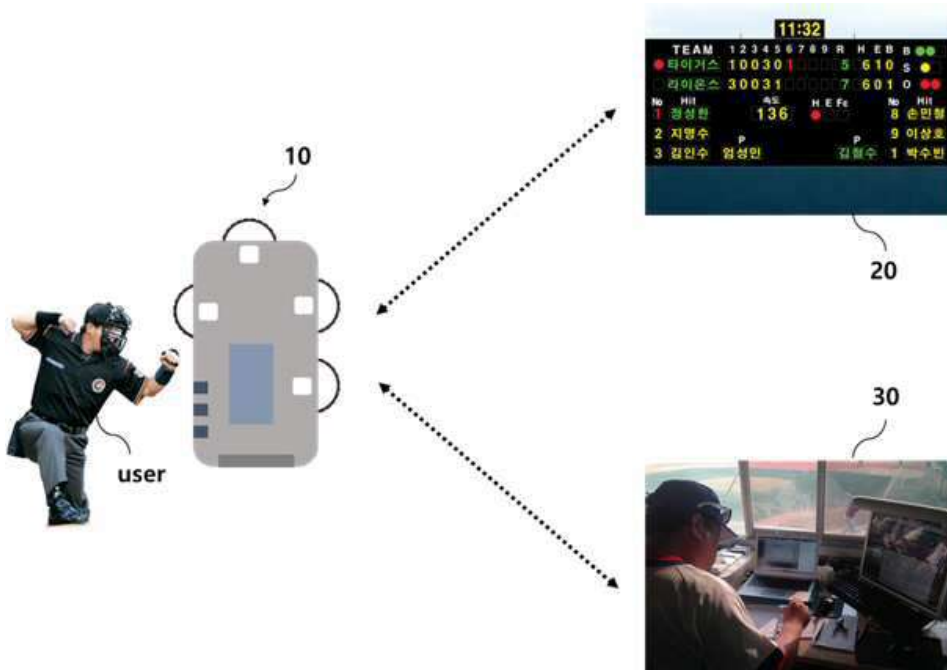 11:32
TEAM 1 2 3 4 5 6 7 8 9 R H E B B
타이거스 1 0 0 3 0 1 5 6 1 0 S
라이온스 3 0 0 3 1 7 6 0 1 O
No Hit 속도 H E Fc No Hit
1 정성한 136 8 손민철
2 지명수 P P 9 이상호
3 김인수 엄성민 김철수 1 박수빈
10
20
user
30